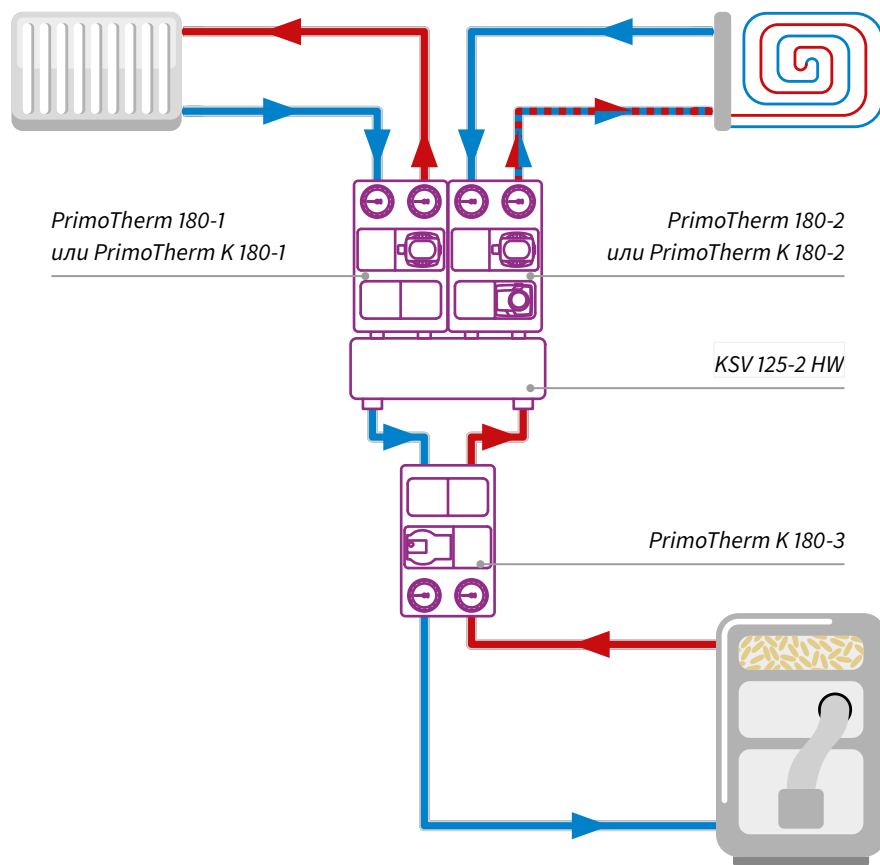 PrimoTherm 180-1
или PrimoTherm K 180-1
PrimoTherm 180-2
или PrimoTherm K 180-2
KSV 125-2 HW
PrimoTherm K 180-3